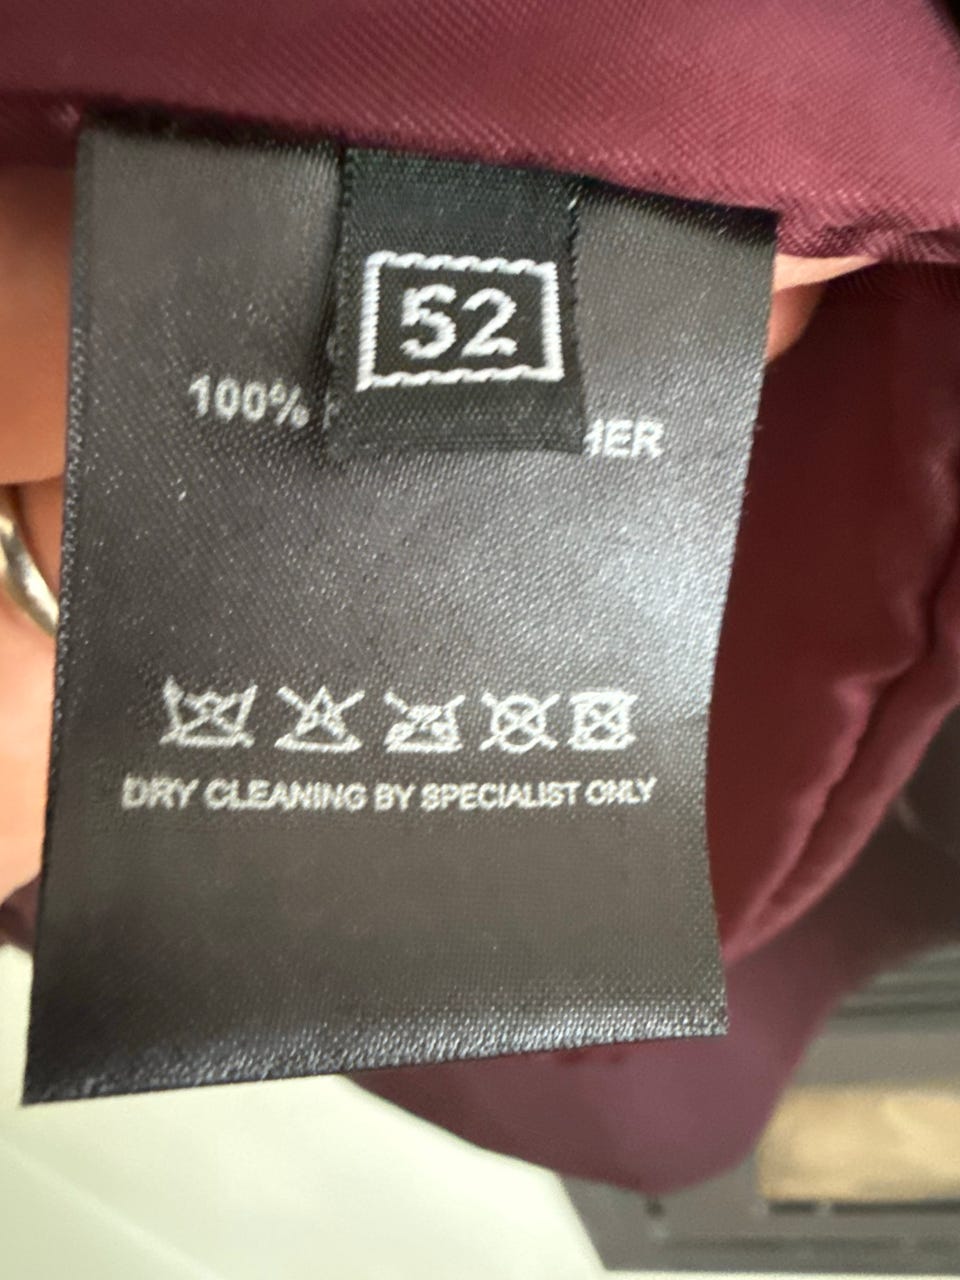 52
100% HER
DRY CLEANING BY SPECIALIST ONLY